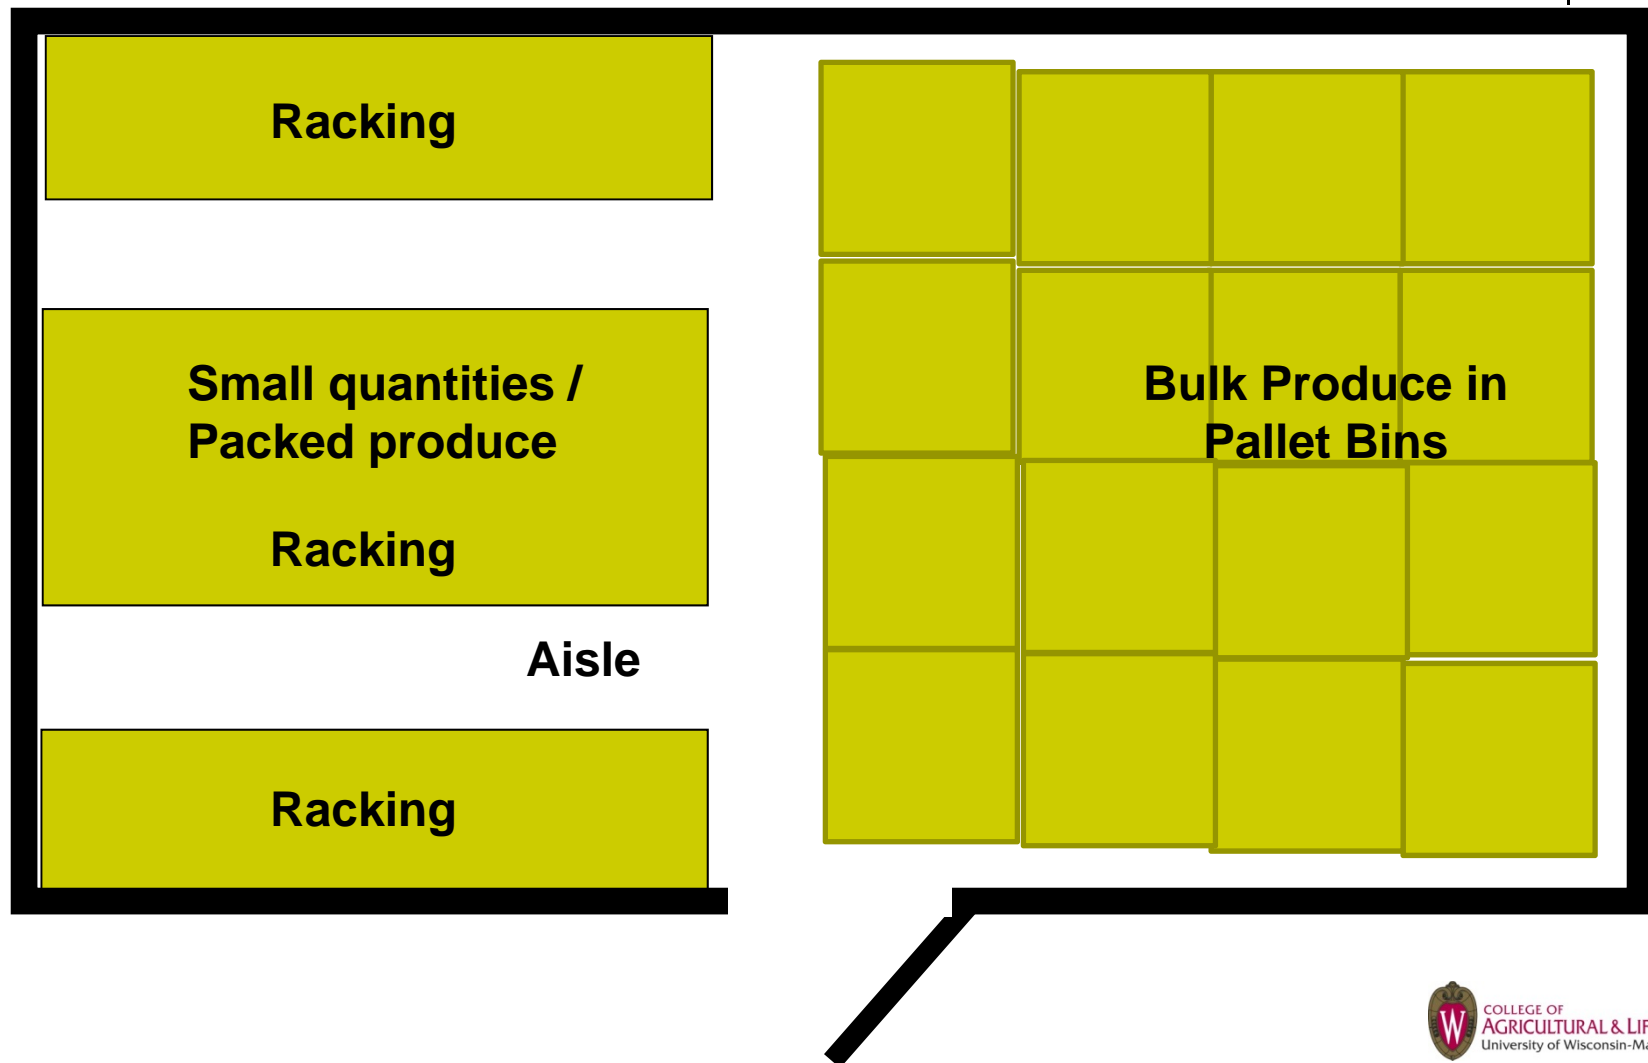 Racking
Small quantities /
Packed produce
Racking
Aisle
Racking
Bulk Produce in
Pallet Bins
W
COLLEGE OF
AGRICULTURAL & LIF
University of Wisconsin-Ma